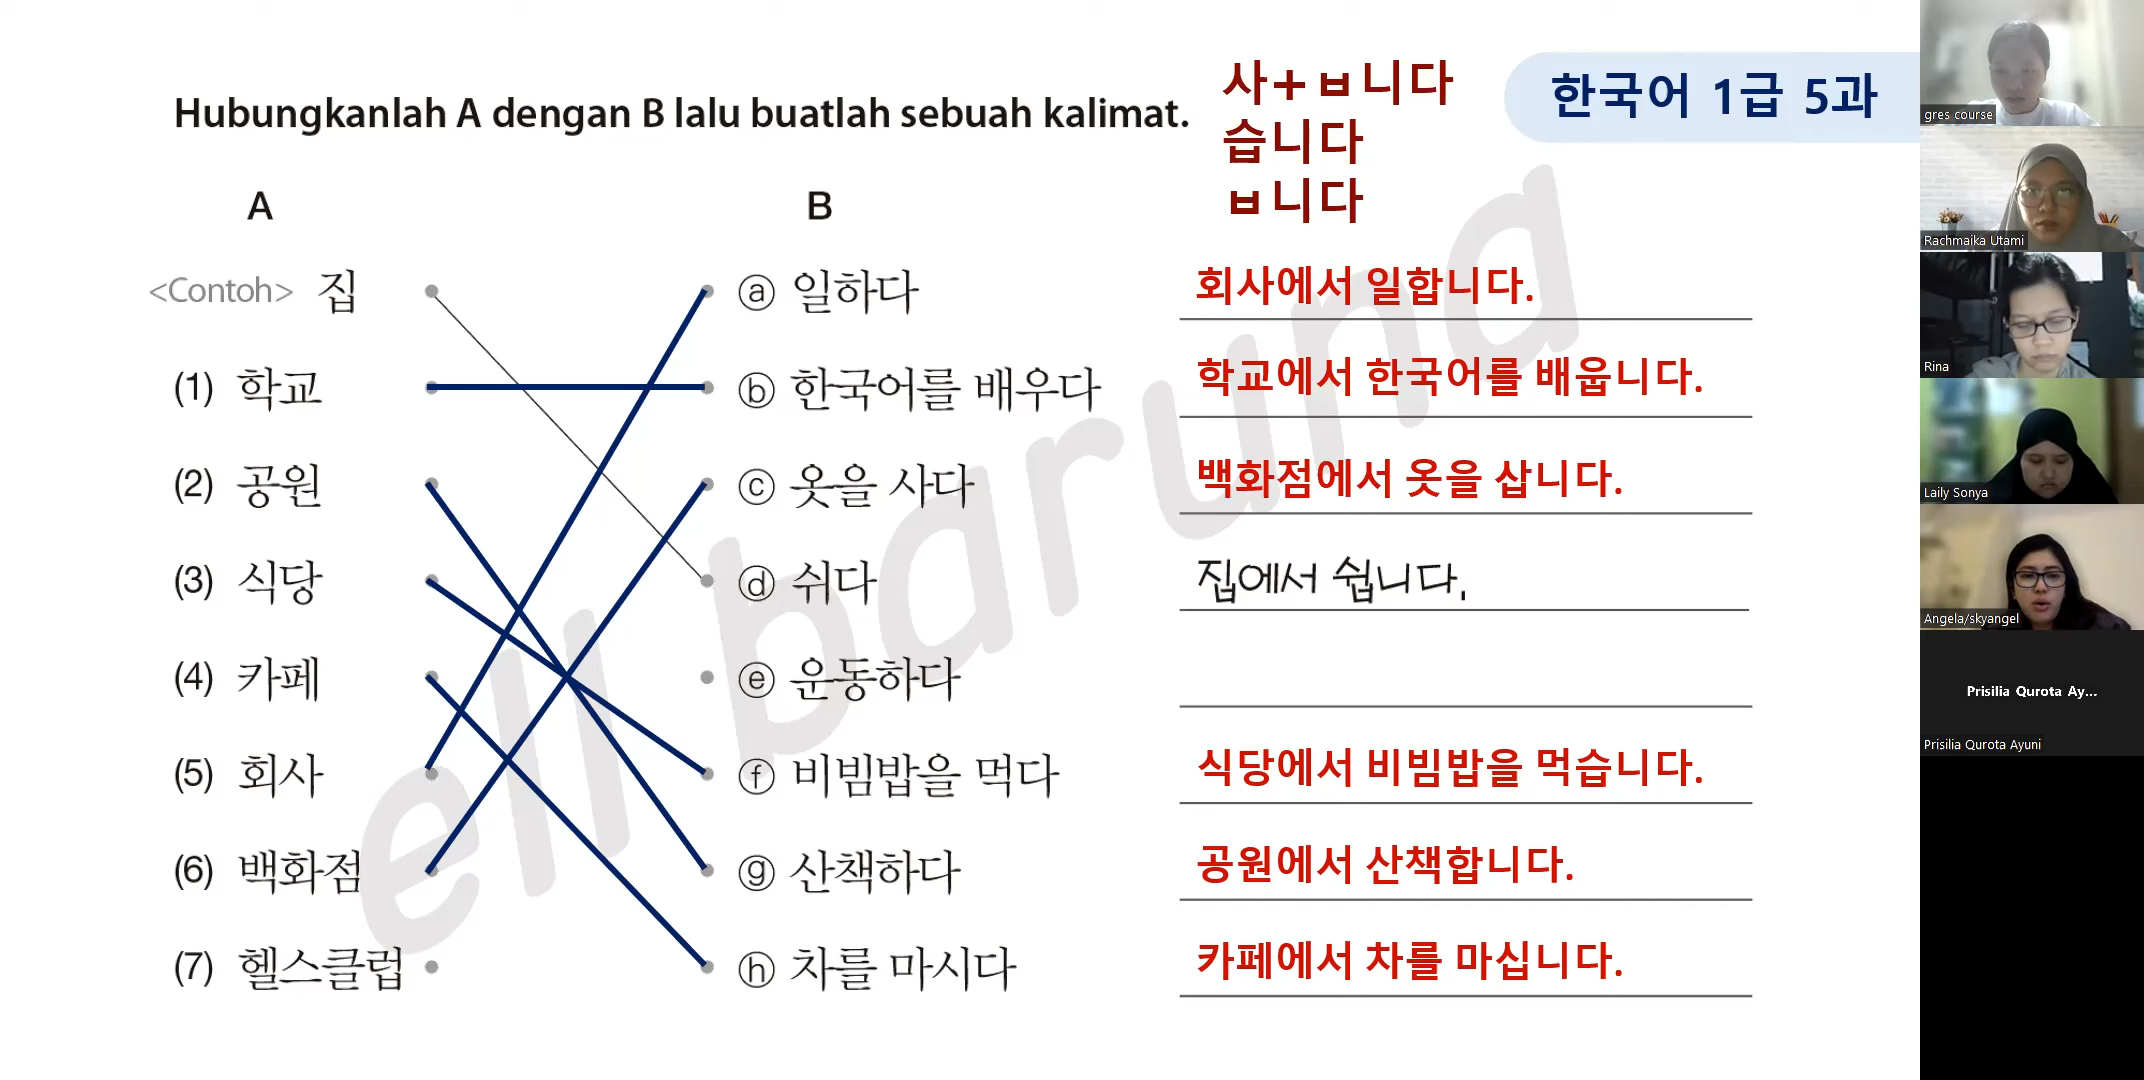 Hubungkanlah A dengan B lalu buatlah sebuah kalimat.
사+ㅂ니다
습니다
ㅂ니다
한국어 1급 5과
A B
<Contoh> 집 ⓐ 일하다 회사에서 일합니다.
(1) 학교 ⓑ 한국어를 배우다 학교에서 한국어를 배웁니다.
(2) 공원 ⓒ 옷을 사다 백화점에서 옷을 삽니다.
(3) 식당 ⓓ 쉬다 집에서 쉽니다.
(4) 카페 ⓔ 운동하다
(5) 회사 ⓕ 비빔밥을 먹다 식당에서 비빔밥을 먹습니다.
(6) 백화점 ⓖ 산책하다 공원에서 산책합니다.
(7) 헬스클럽 ⓗ 차를 마시다 카페에서 차를 마십니다.
ell baruna
gres course
Rachmaika Utami
Rina
Laily Sonya
Angela/skyangel
Prisilia Qurota Ay...
Prisilia Qurota Ayuni